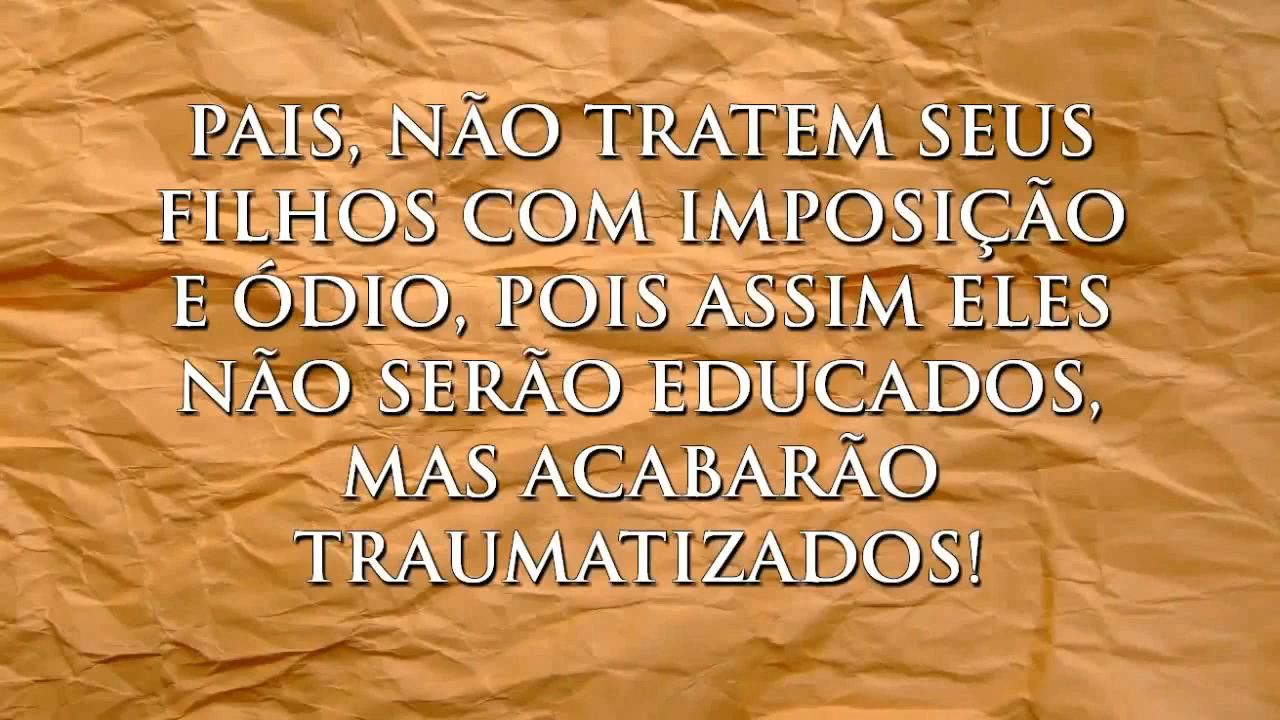 PAIS, NÃO TRATEM SEUS
FILHOS COM IMPOSIÇÃO
E ÓDIO, POIS ASSIM ELES
NÃO SERÃO EDUCADOS,
MAS ACABARÃO
TRAUMATIZADOS!